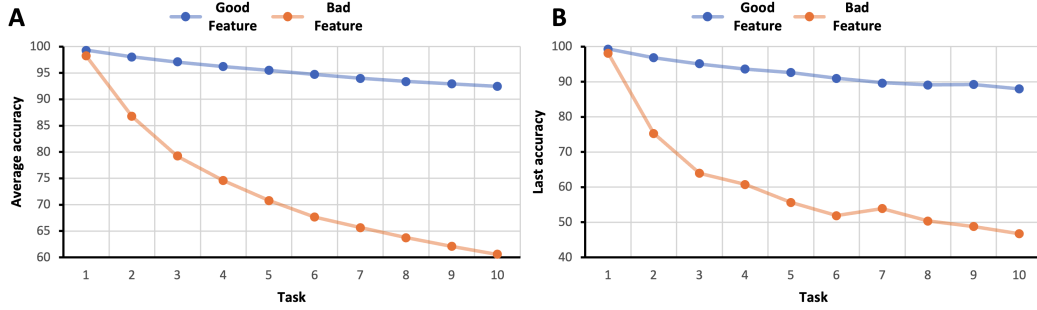 A
Good Feature
Bad Feature
100
95
90
85
80
75
70
65
60
Average accuracy
1 2 3 4 5 6 7 8 9 10
Task
B
Good Feature
Bad Feature
100
90
80
70
60
50
40
Last accuracy
1 2 3 4 5 6 7 8 9 10
Task